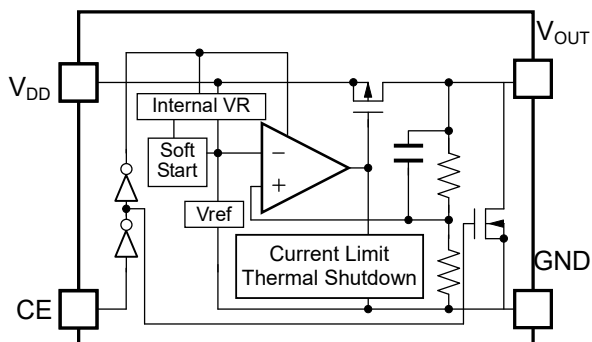 V_OUT
V_DD
Internal VR
Soft
Start
−
+
Vref
Current Limit
Thermal Shutdown
GND
CE